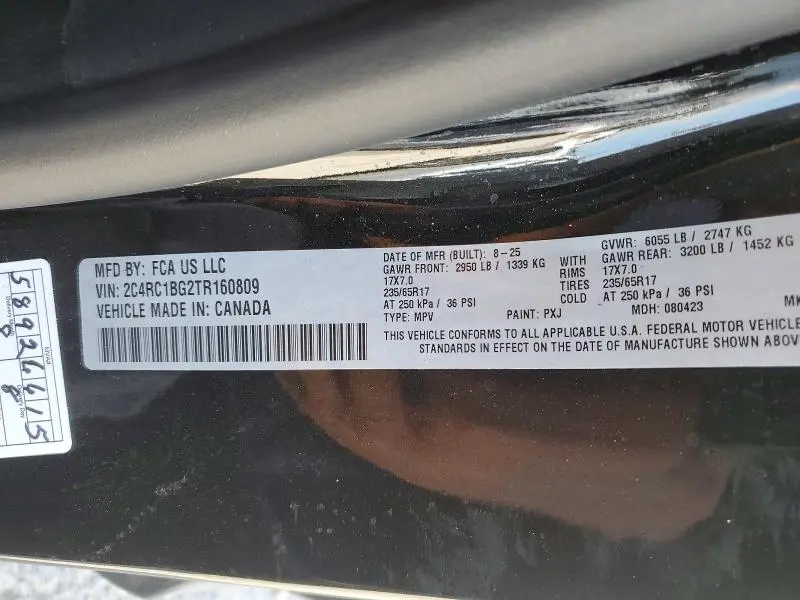 MFD BY: FCA US LLC
VIN: 2C4RC1BG2TR160809
VEHICLE MADE IN: CANADA
DATE OF MFR (BUILT): 8-25
GAWR FRONT: 2950 LB / 1339 KG
17X7.0
235/65R17
AT 250 kPa / 36 PSI
TYPE: MPV
PAINT: PXJ
WITH
RIMS
TIRES
COLD
GVWR: 6055 LB / 2747 KG
GAWR REAR: 3200 LB / 1452 KG
17X7.0
235/65R17
AT 250 kPa / 36 PSI
MDH: 080423
THIS VEHICLE CONFORMS TO ALL APPLICABLE U.S.A. FEDERAL MOTOR VEHICLE
STANDARDS IN EFFECT ON THE DATE OF MANUFACTURE SHOWN ABOV
58926615